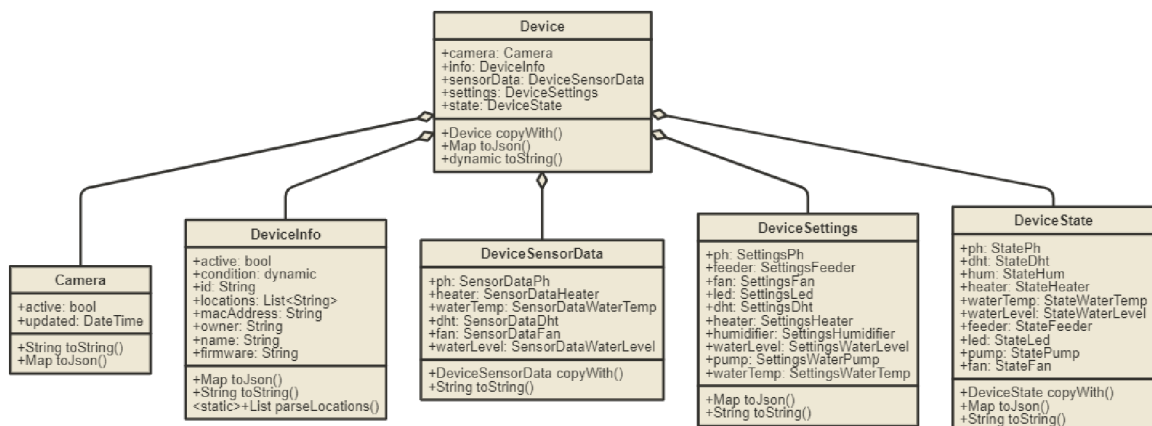 Device
+camera: Camera
+info: DeviceInfo
+sensorData: DeviceSensorData
+settings: DeviceSettings
+state: DeviceState
+Device copyWith()
+Map toJson()
+dynamic toString()
Camera
+active: bool
+updated: DateTime
+String toString()
+Map toJson()
DeviceInfo
+active: bool
+condition: dynamic
+id: String
+locations: List<String>
+macAddress: String
+owner: String
+name: String
+firmware: String
+Map toJson()
+String toString()
<static>+List parseLocations()
DeviceSensorData
+ph: SensorDataPh
+heater: SensorDataHeater
+waterTemp: SensorDataWaterTemp
+dht: SensorDataDht
+fan: SensorDataFan
+waterLevel: SensorDataWaterLevel
+DeviceSensorData copyWith()
+String toString()
DeviceSettings
+ph: SettingsPh
+feeder: SettingsFeeder
+fan: SettingsFan
+led: SettingsLed
+dht: SettingsDht
+heater: SettingsHeater
+humidifier: SettingsHumidifier
+waterLevel: SettingsWaterLevel
+pump: SettingsWaterPump
+waterTemp: SettingsWaterTemp
+Map toJson()
+String toString()
DeviceState
+ph: StatePh
+dht: StateDht
+hum: StateHum
+heater: StateHeater
+waterTemp: StateWaterTemp
+waterLevel: StateWaterLevel
+feeder: StateFeeder
+led: StateLed
+pump: StatePump
+fan: StateFan
+DeviceState copyWith()
+Map toJson()
+String toString()